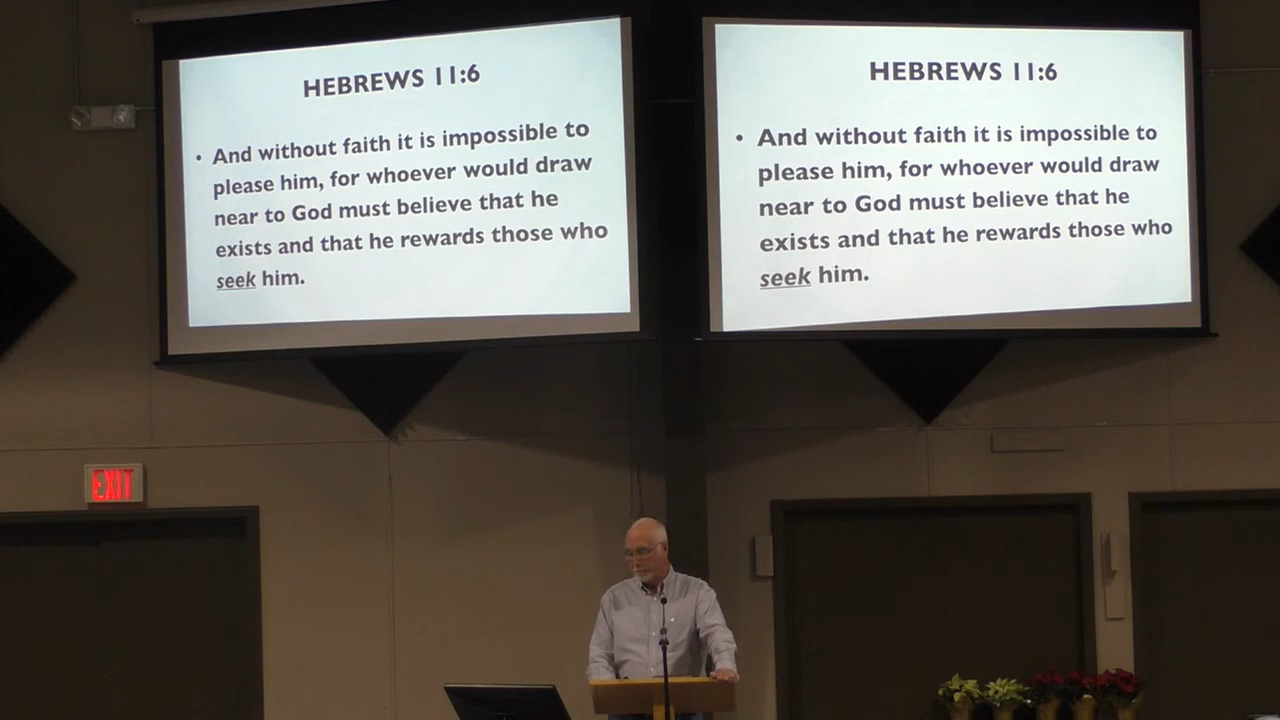 HEBREWS 11:6
• And without faith it is impossible to
please him, for whoever would draw
near to God must believe that he
exists and that he rewards those who
seek him.
HEBREWS 11:6
• And without faith it is impossible to
please him, for whoever would draw
near to God must believe that he
exists and that he rewards those who
seek him.
EXIT